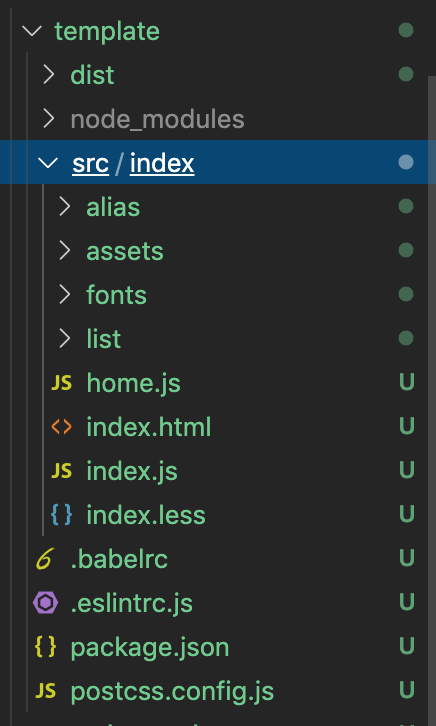 template
dist
node_modules
src / index
alias
assets
fonts
list
JS home.js U
<> index.html U
JS index.js U
{} index.less U
6 .babelrc U
.eslintrc.js U
{} package.json U
JS postcss.config.js U